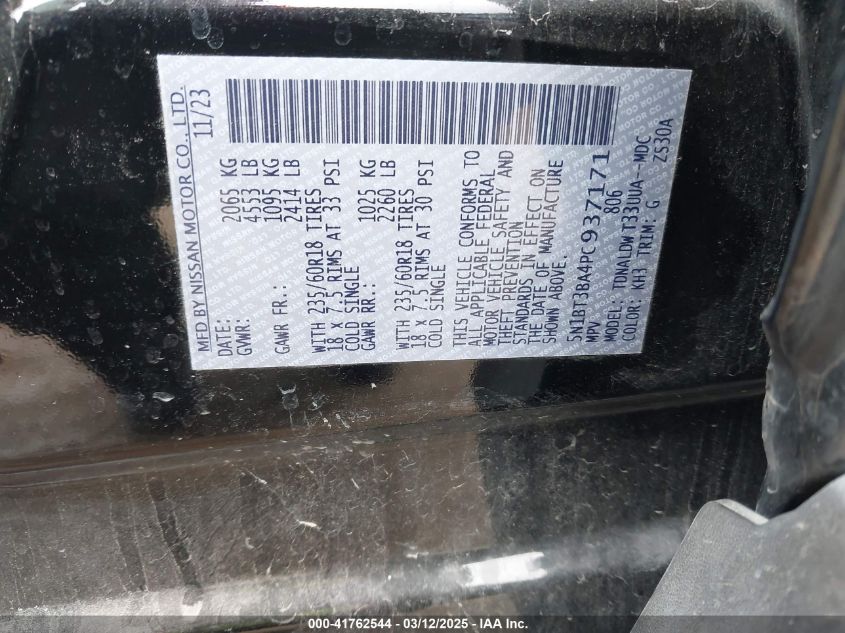 MFD BY NISSAN MOTOR CO.,LTD.
DATE: 11/23
GVWR: 2065 KG
4553 LB
GAWR FR.: 1095 KG
2414 LB
WITH 235/60R18 TIRES
18 X 7.5 RIMS AT 33 PSI
COLD SINGLE
GAWR RR.: 1025 KG
2260 LB
WITH 235/60R18 TIRES
18 X 7.5 RIMS AT 30 PSI
COLD SINGLE
THIS VEHICLE CONFORMS TO
ALL APPLICABLE FEDERAL
MOTOR VEHICLE SAFETY AND
THEFT PREVENTION
STANDARDS IN EFFECT ON
THE DATE OF MANUFACTURE
SHOWN ABOVE.
5N1BT3BA4PC937171
MPV 806
MODEL: TDNALDWT33UUA--MDC
COLOR: KH3 TRIM: G ZS30A
000-41762544 / 03/12/2025 - IAA Inc.